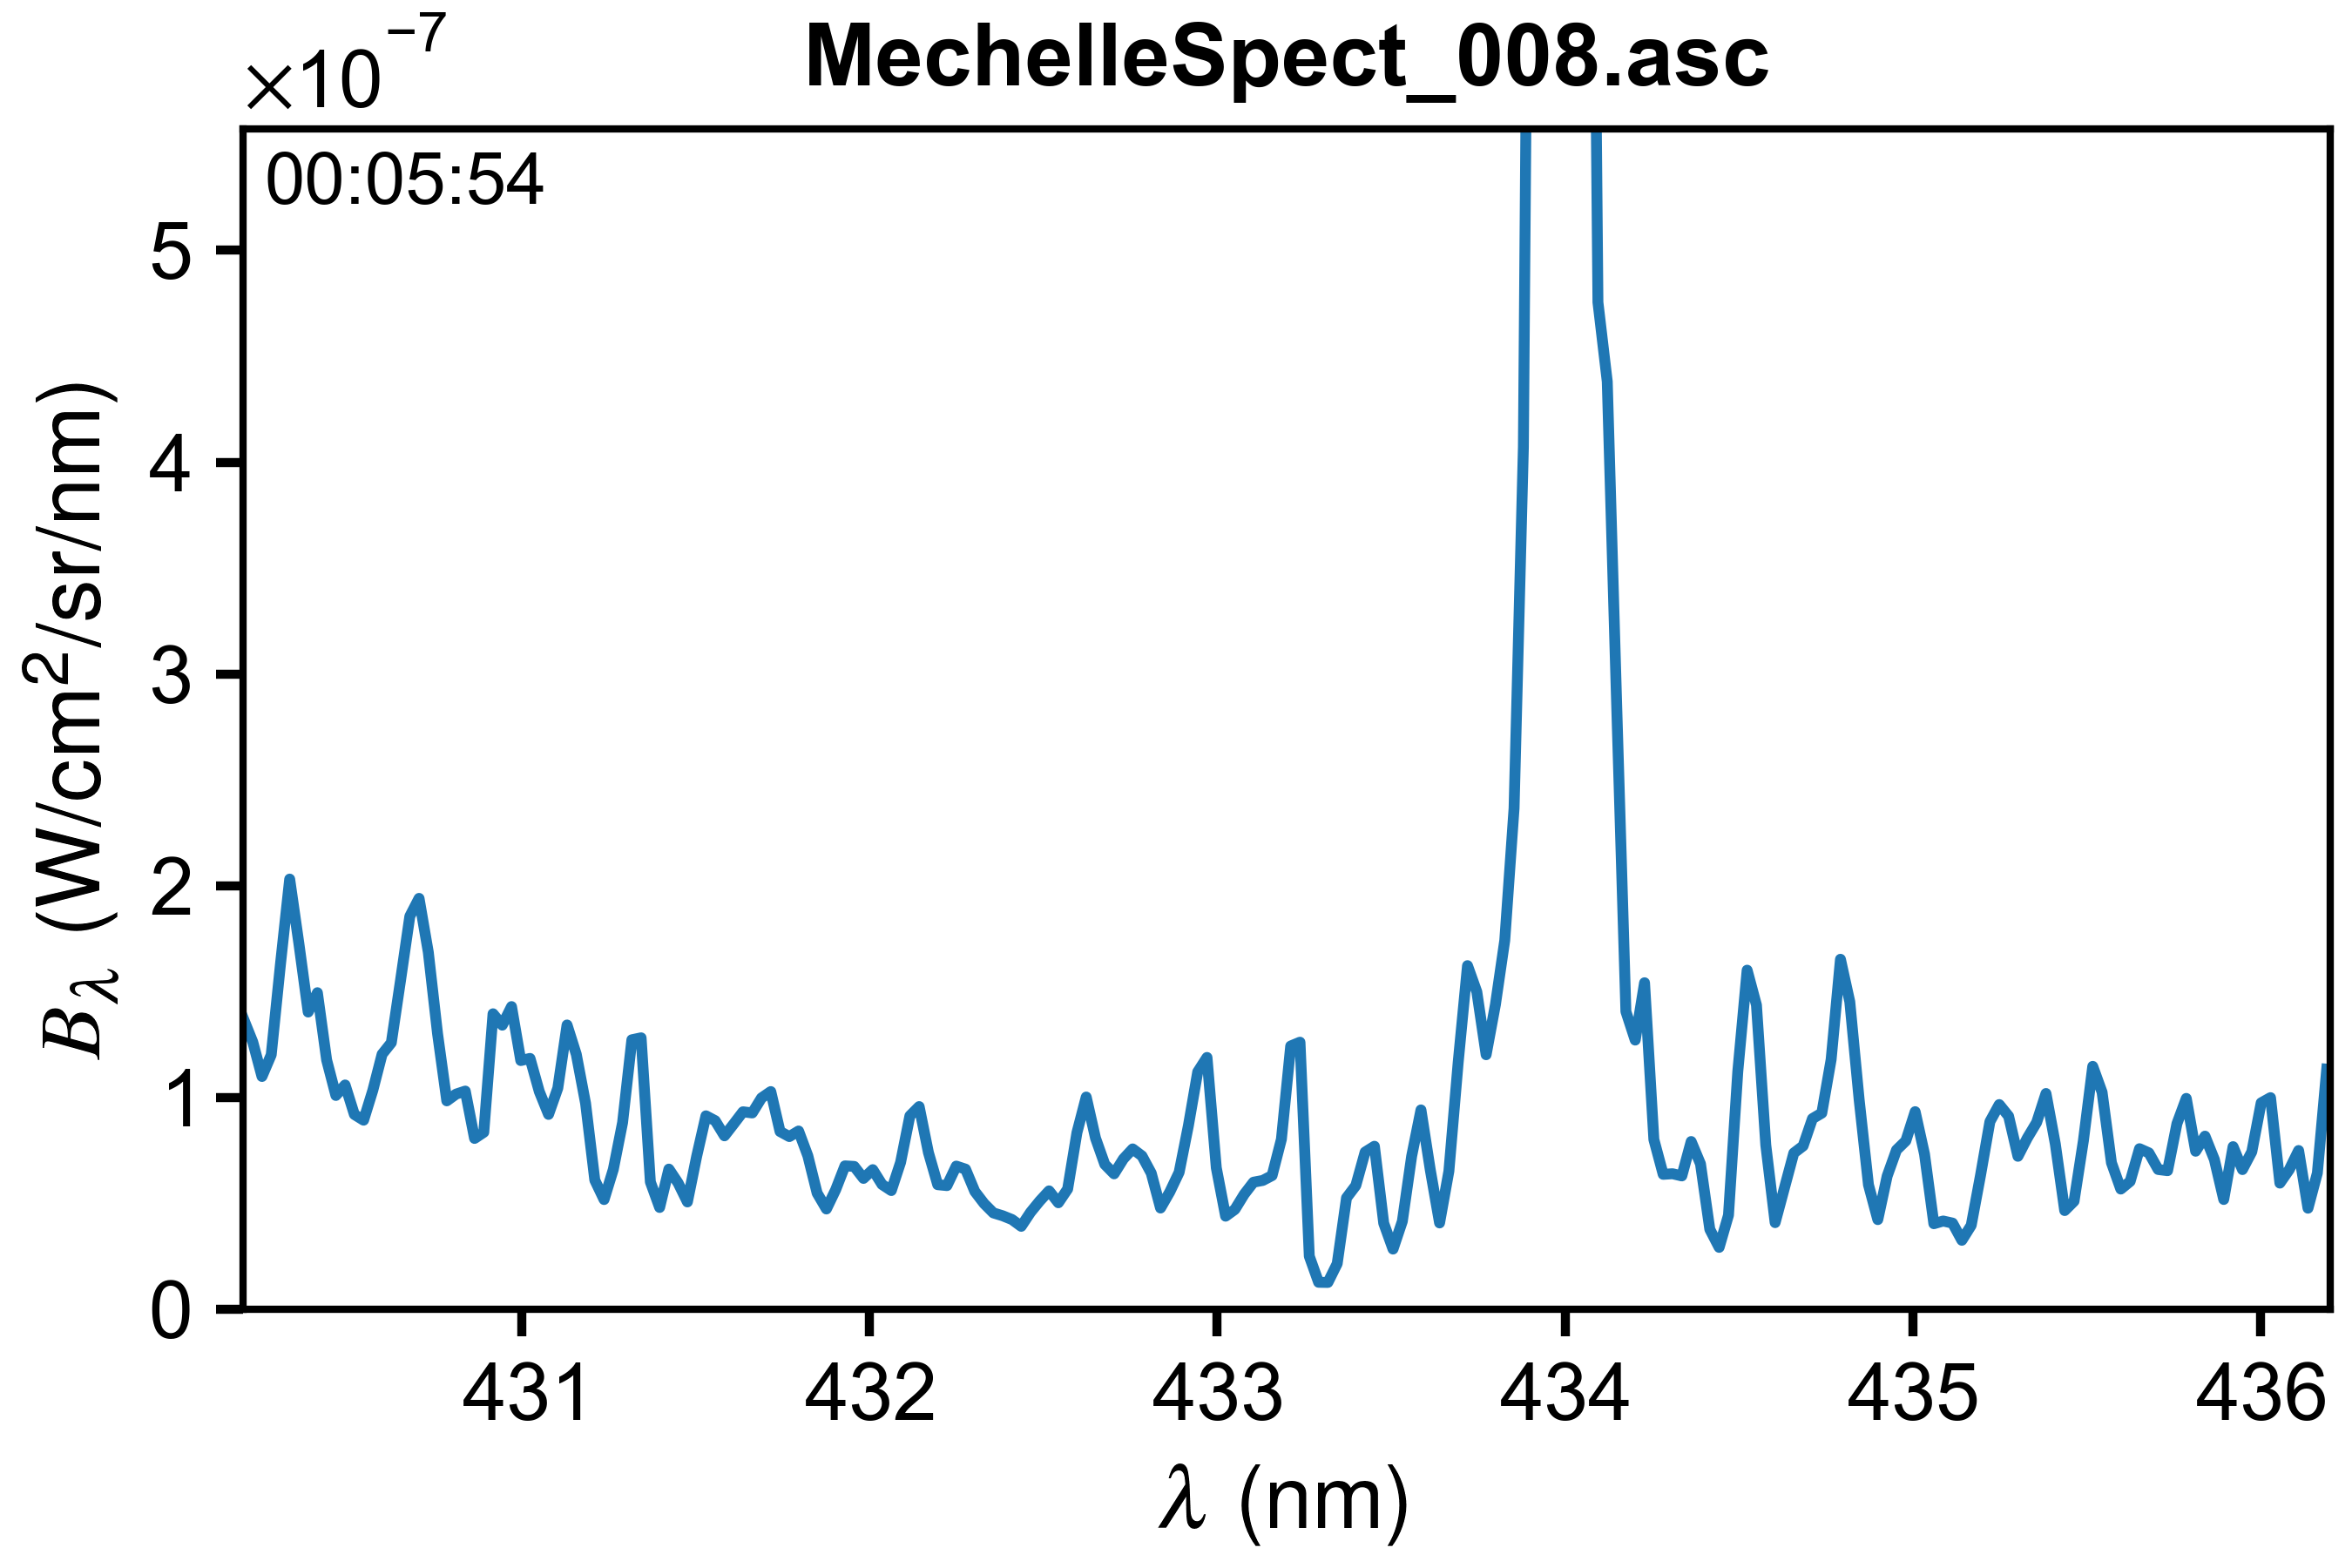 ×10⁻⁷
MechelleSpect_008.asc
00:05:54
5
4
3
2
1
0
B_λ (W/cm²/sr/nm)
431 432 433 434 435 436
λ (nm)